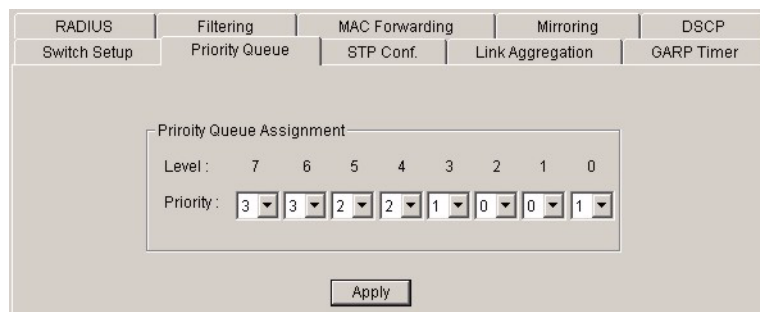 RADIUS Filtering MAC Forwarding Mirroring DSCP
Switch Setup Priority Queue STP Conf. Link Aggregation GARP Timer
Priroity Queue Assignment
Level : 7 6 5 4 3 2 1 0
Priority : 3 3 2 2 1 0 0 1
Apply